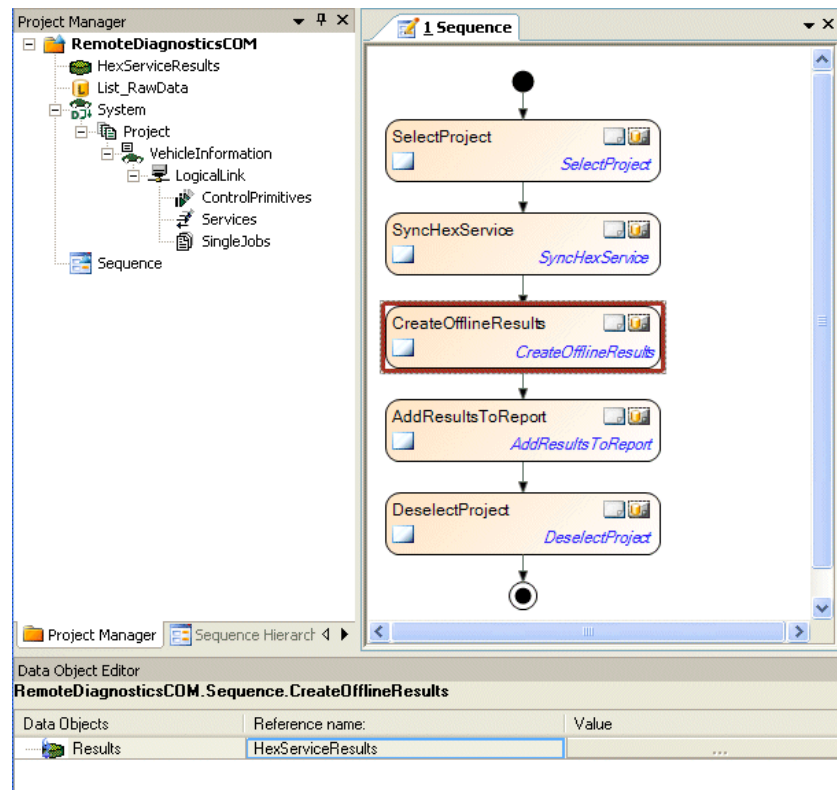 Project Manager
RemoteDiagnosticsCOM
HexServiceResults
List_RawData
System
Project
VehicleInformation
LogicalLink
ControlPrimitives
Services
SingleJobs
Sequence
Project Manager
Sequence Hierarch
1 Sequence
SelectProject
SelectProject
SyncHexService
SyncHexService
CreateOfflineResults
CreateOfflineResults
AddResultsToReport
AddResultsToReport
DeselectProject
DeselectProject
Data Object Editor
RemoteDiagnosticsCOM.Sequence.CreateOfflineResults
Data Objects Reference name: Value
Results HexServiceResults ...